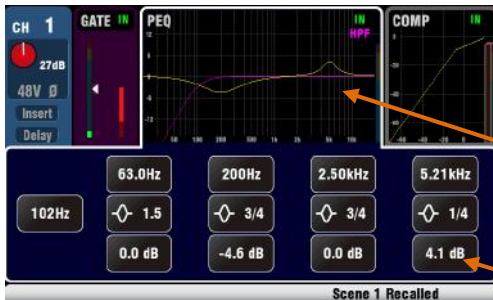 CH 1
GATE IN
PEQ
IN
HPF
COMP
IN
27dB
48V Ø
Insert
Delay
63.0Hz 200Hz 2.50kHz 5.21kHz
102Hz
1.5 3/4 3/4 1/4
0.0 dB -4.6 dB 0.0 dB 4.1 dB
Scene 1 Recalled